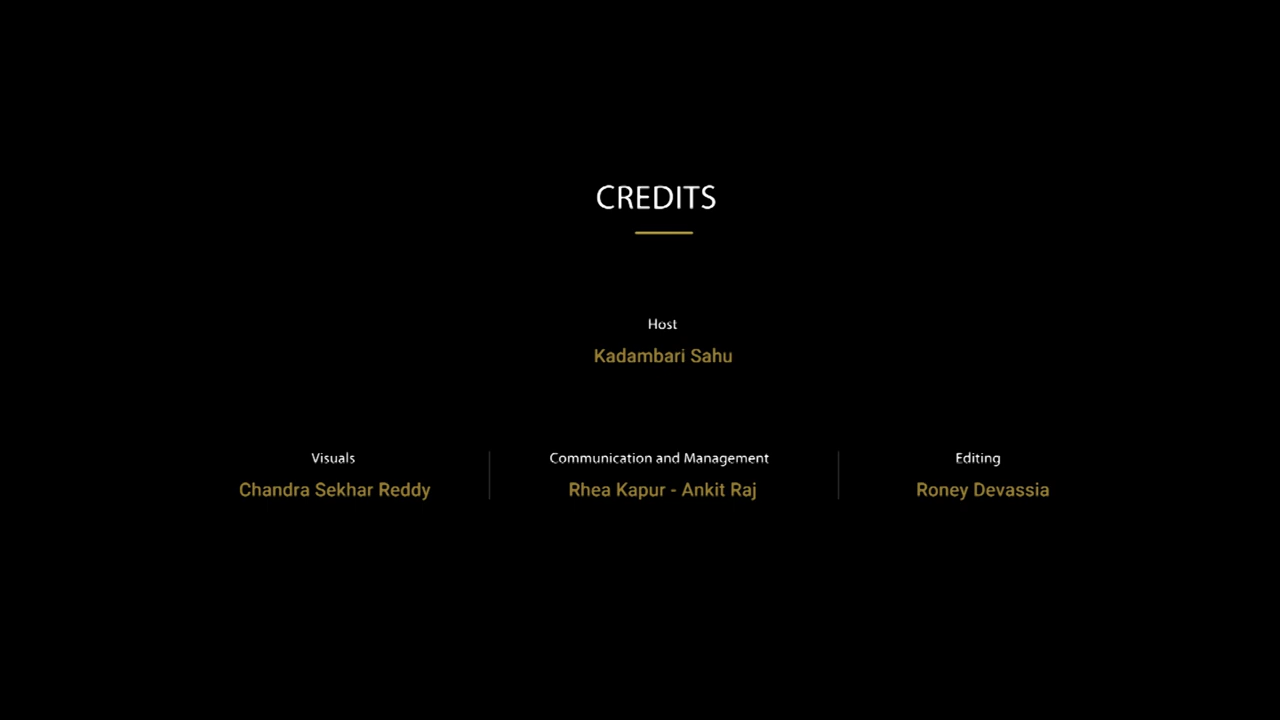 CREDITS
Host
Kadambari Sahu
Visuals
Chandra Sekhar Reddy
Communication and Management
Rhea Kapur - Ankit Raj
Editing
Roney Devassia